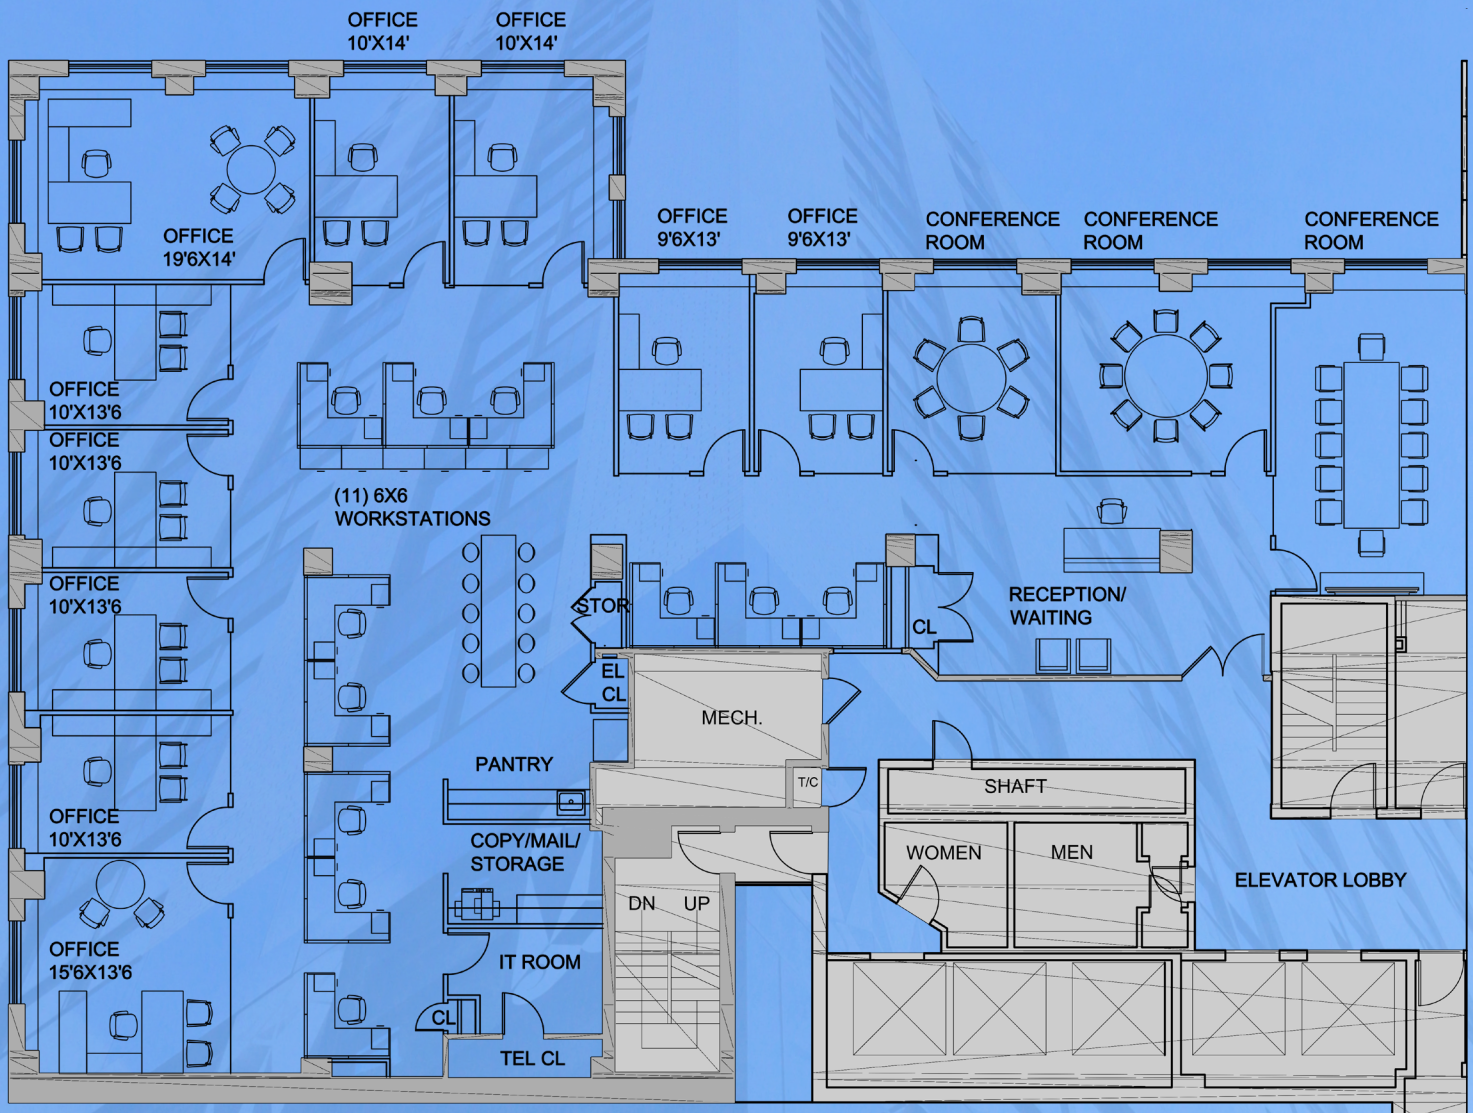 OFFICE
10'X14'
OFFICE
10'X14'
OFFICE
19'6X14'
OFFICE
9'6X13'
OFFICE
9'6X13'
CONFERENCE
ROOM
CONFERENCE
ROOM
CONFERENCE
ROOM
OFFICE
10'X13'6
OFFICE
10'X13'6
(11) 6X6
WORKSTATIONS
OFFICE
10'X13'6
STOR
CL
RECEPTION/
WAITING
EL
CL
MECH.
PANTRY
T/C
SHAFT
OFFICE
10'X13'6
COPY/MAIL/
STORAGE
WOMEN
MEN
ELEVATOR LOBBY
DN
UP
OFFICE
15'6X13'6
IT ROOM
CL
TEL CL